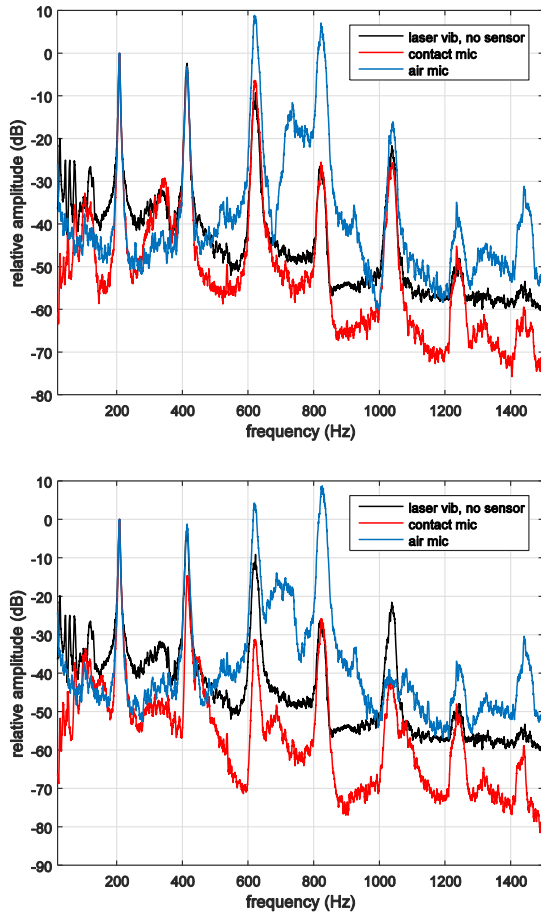 10
0
-10
-20
-30
-40
-50
-60
-70
-80
relative amplitude (dB)
200 400 600 800 1000 1200 1400
frequency (Hz)
laser vib, no sensor
contact mic
air mic
10
0
-10
-20
-30
-40
-50
-60
-70
-80
-90
relative amplitude (dB)
200 400 600 800 1000 1200 1400
frequency (Hz)
laser vib, no sensor
contact mic
air mic